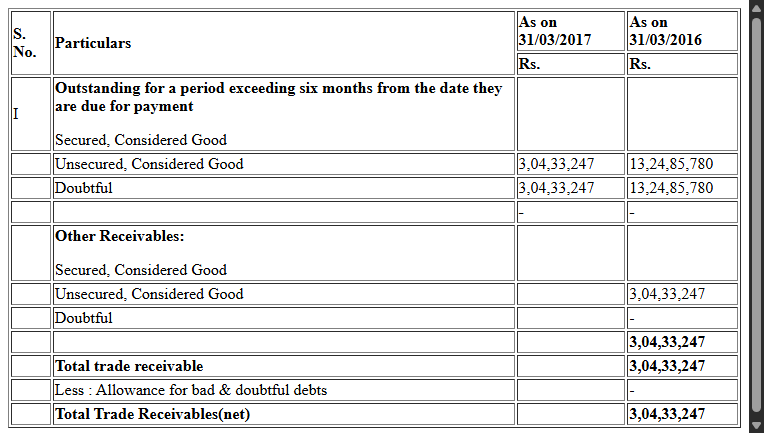 S. No. Particulars As on 31/03/2017 As on 31/03/2016
Rs. Rs.
I Outstanding for a period exceeding six months from the date they
are due for payment
Secured, Considered Good
Unsecured, Considered Good 3,04,33,247 13,24,85,780
Doubtful 3,04,33,247 13,24,85,780
- -
Other Receivables:
Secured, Considered Good
Unsecured, Considered Good 3,04,33,247
Doubtful -
3,04,33,247
Total trade receivable 3,04,33,247
Less : Allowance for bad & doubtful debts -
Total Trade Receivables(net) 3,04,33,247